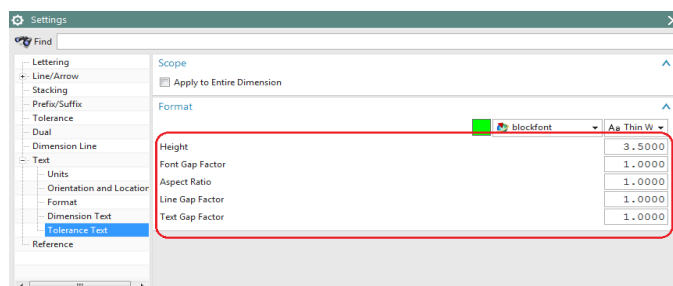 Settings
Find
Lettering
Line/Arrow
Stacking
Prefix/Suffix
Tolerance
Dual
Dimension Line
Text
Units
Orientation and Location
Format
Dimension Text
Tolerance Text
Reference
Scope
Apply to Entire Dimension
Format
blockfont Aa Thin W
Height 3.5000
Font Gap Factor 1.0000
Aspect Ratio 1.0000
Line Gap Factor 1.0000
Text Gap Factor 1.0000